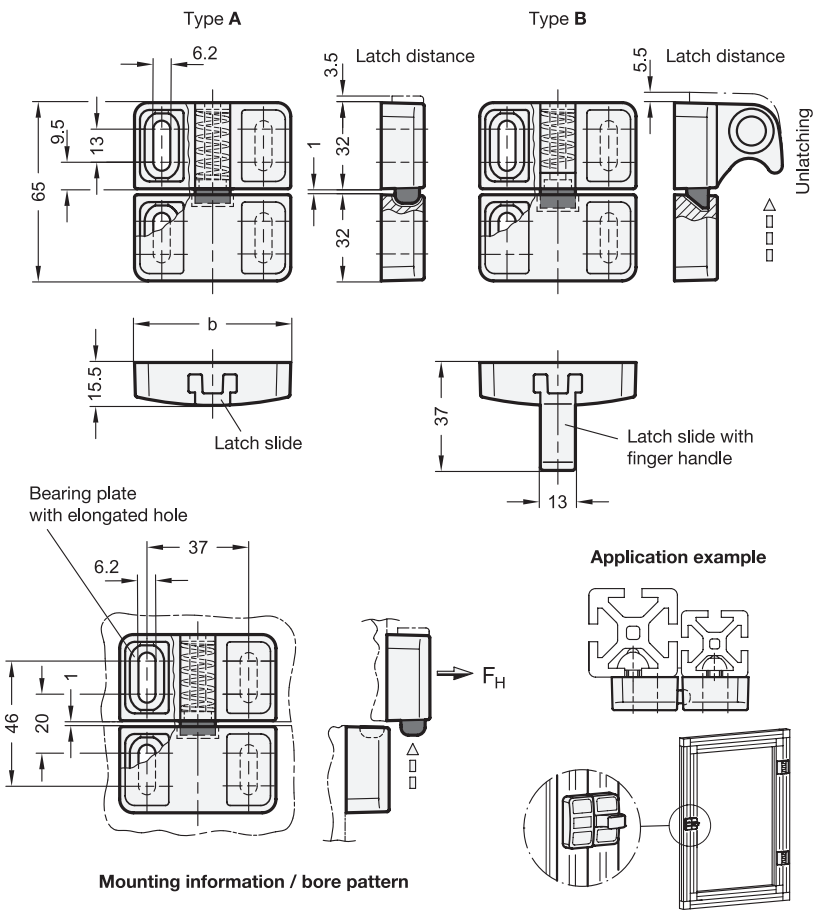 Type A
Type B
6.2
3.5
Latch distance
5.5
Latch distance
9.5
13
65
1
32
32
Unlatching
b
15.5
Latch slide
37
Latch slide with
finger handle
13
Bearing plate
with elongated hole
37
6.2
46
20
1
FH
Application example
Mounting information / bore pattern